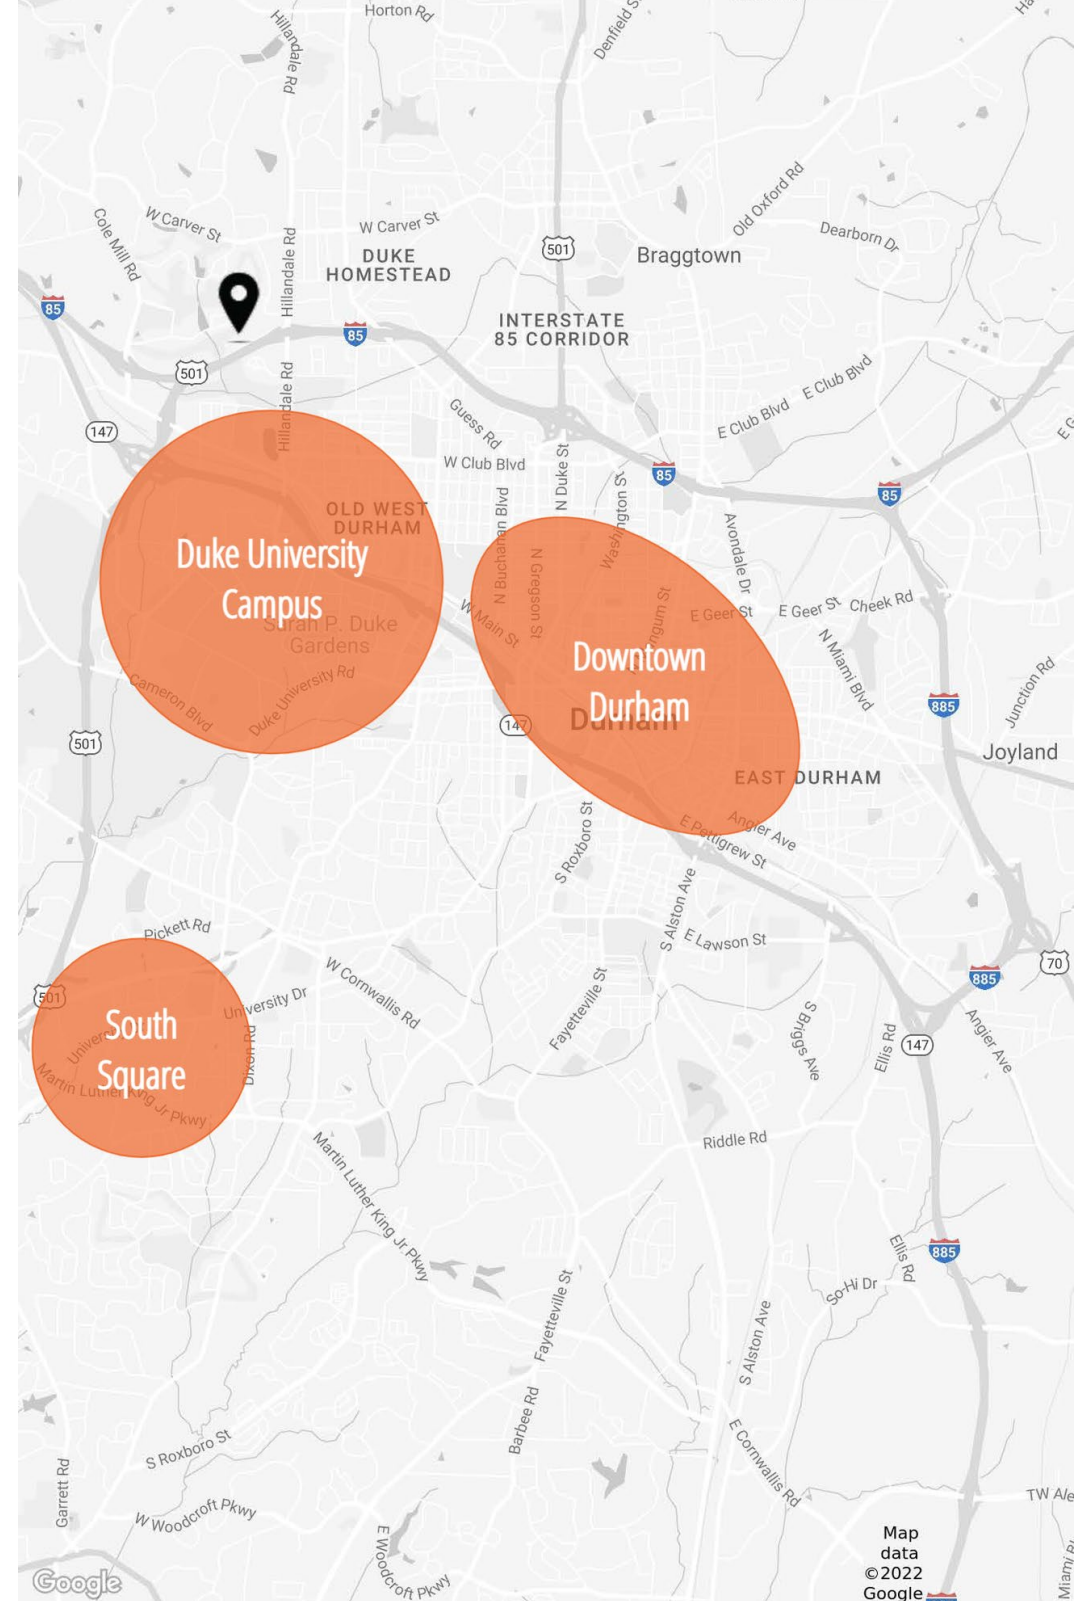 Horton Rd
Hillandale Rd
Denfield S
Ha
Cole Mill Rd
W Carver St
Hillandale Rd
W Carver St
DUKE
HOMESTEAD
501
Braggtown
Old Oxford Rd
Dearborn Dr
85
85
INTERSTATE
85 CORRIDOR
501
Hillandale Rd
E Club Blvd
E Club Blvd
147
Guess Rd
W Club Blvd
N Duke St
85
85
E G
OLD WEST
DURHAM
N Buchanan Blvd
Washington S
Avondale Dr
Duke University
Campus
N Gregson St
W Main St
E Geer St
E Geer St
Cheek Rd
Sarah P. Duke
Gardens
N Miami Blvd
Downtown
Durham
Durham
Cameron Blvd
Duke University Rd
147
885
Junction Rd
501
Joyland
EAST DURHAM
S Roxboro St
E Pettigrew St
Angier Ave
Pickett Rd
S Alston Ave
E Lawson St
70
W Cornwallis Rd
885
501
University Dr
Fayetteville St
S Briggs Ave
Ellis Rd
147
Angier Ave
South
Square
Dixon Rd
Martin Luther King Jr Pkwy
Riddle Rd
Martin Luther King Jr Pkwy
885
Ellis Rd
So-Hi Dr
Fayetteville St
S Alston Ave
Barbee Rd
S Roxboro St
E Cornwallis Rd
Garrett Rd
W Woodcroft Pkwy
TW Ale
E Woodcroft Pkwy
Map
data
©2022
Google
Miami Bl
Google